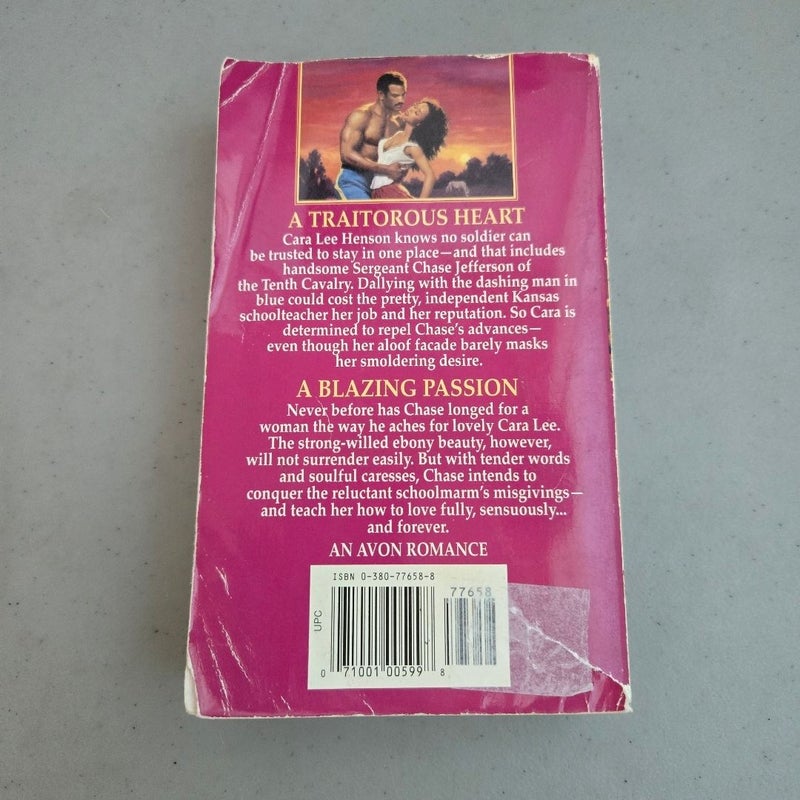 A TRAITOROUS HEART
Cara Lee Henson knows no soldier can
be trusted to stay in one place—and that includes
handsome Sergeant Chase Jefferson of
the Tenth Cavalry. Dallying with the dashing man in
blue could cost the pretty, independent Kansas
schoolteacher her job and her reputation. So Cara is
determined to repel Chase's advances—
even though her aloof facade barely masks
her smoldering desire.
A BLAZING PASSION
Never before has Chase longed for a
woman the way he aches for lovely Cara Lee.
The strong-willed ebony beauty, however,
will not surrender easily. But with tender words
and soulful caresses, Chase intends to
conquer the reluctant schoolmarm's misgivings—
and teach her how to love fully, sensuously...
and forever.
AN AVON ROMANCE
ISBN 0-380-77658-8
77658
UPC
0 71001 00599 8